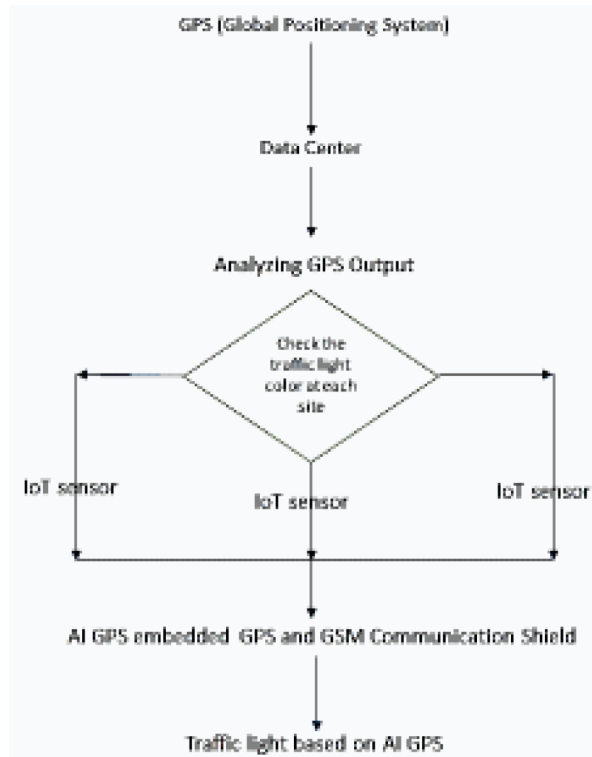 GPS (Global Positioning System)
Data Center
Analyzing GPS Output
Check the
traffic light
color at each
site
IoT sensor
IoT sensor
IoT sensor
AI GPS embedded GPS and GSM Communication Shield
Traffic light based on AI GPS